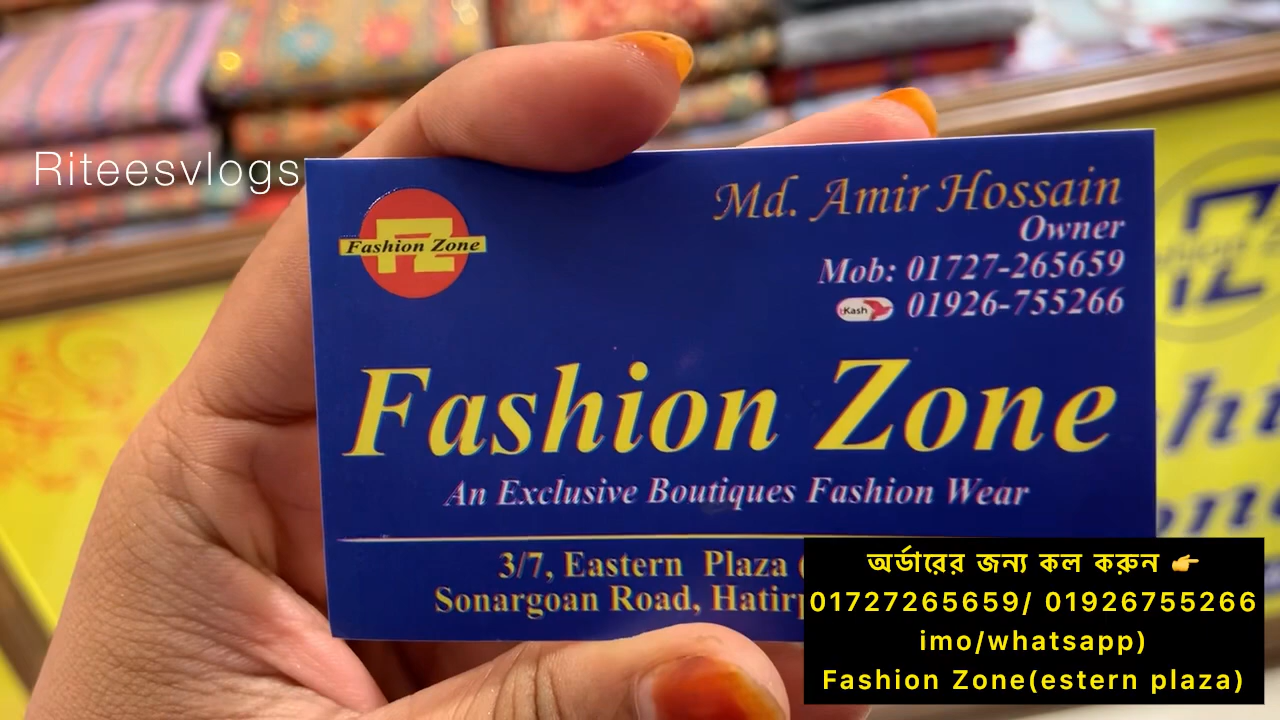 Riteesvlogs
Fashion Zone
Md. Amir Hossain
Owner
Mob: 01727-265659
bKash 01926-755266
Fashion Zone
An Exclusive Boutiques Fashion Wear
3/7, Eastern Plaza (
Sonargoan Road,
অর্ডারের জন্য কল করুন 👉
01727265659/ 01926755266
imo/whatsapp)
Fashion Zone(estern plaza)